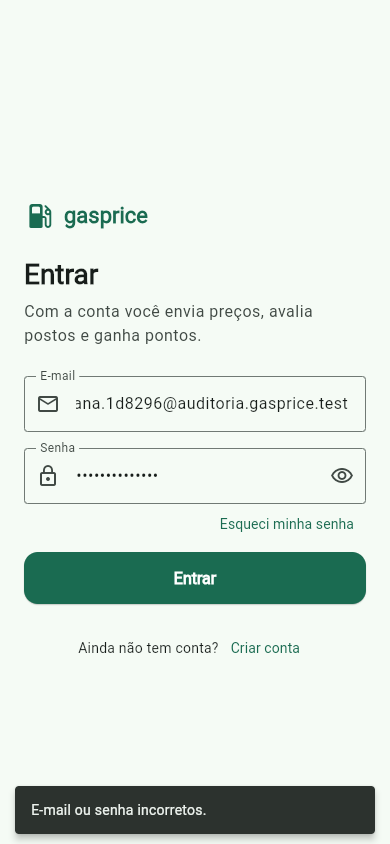 gasprice
Entrar
Com a conta você envia preços, avalia
postos e ganha pontos.
E-mail
ana.1d8296@auditoria.gasprice.test
Senha
••••••••••••••
Esqueci minha senha
Entrar
Ainda não tem conta? Criar conta
E-mail ou senha incorretos.